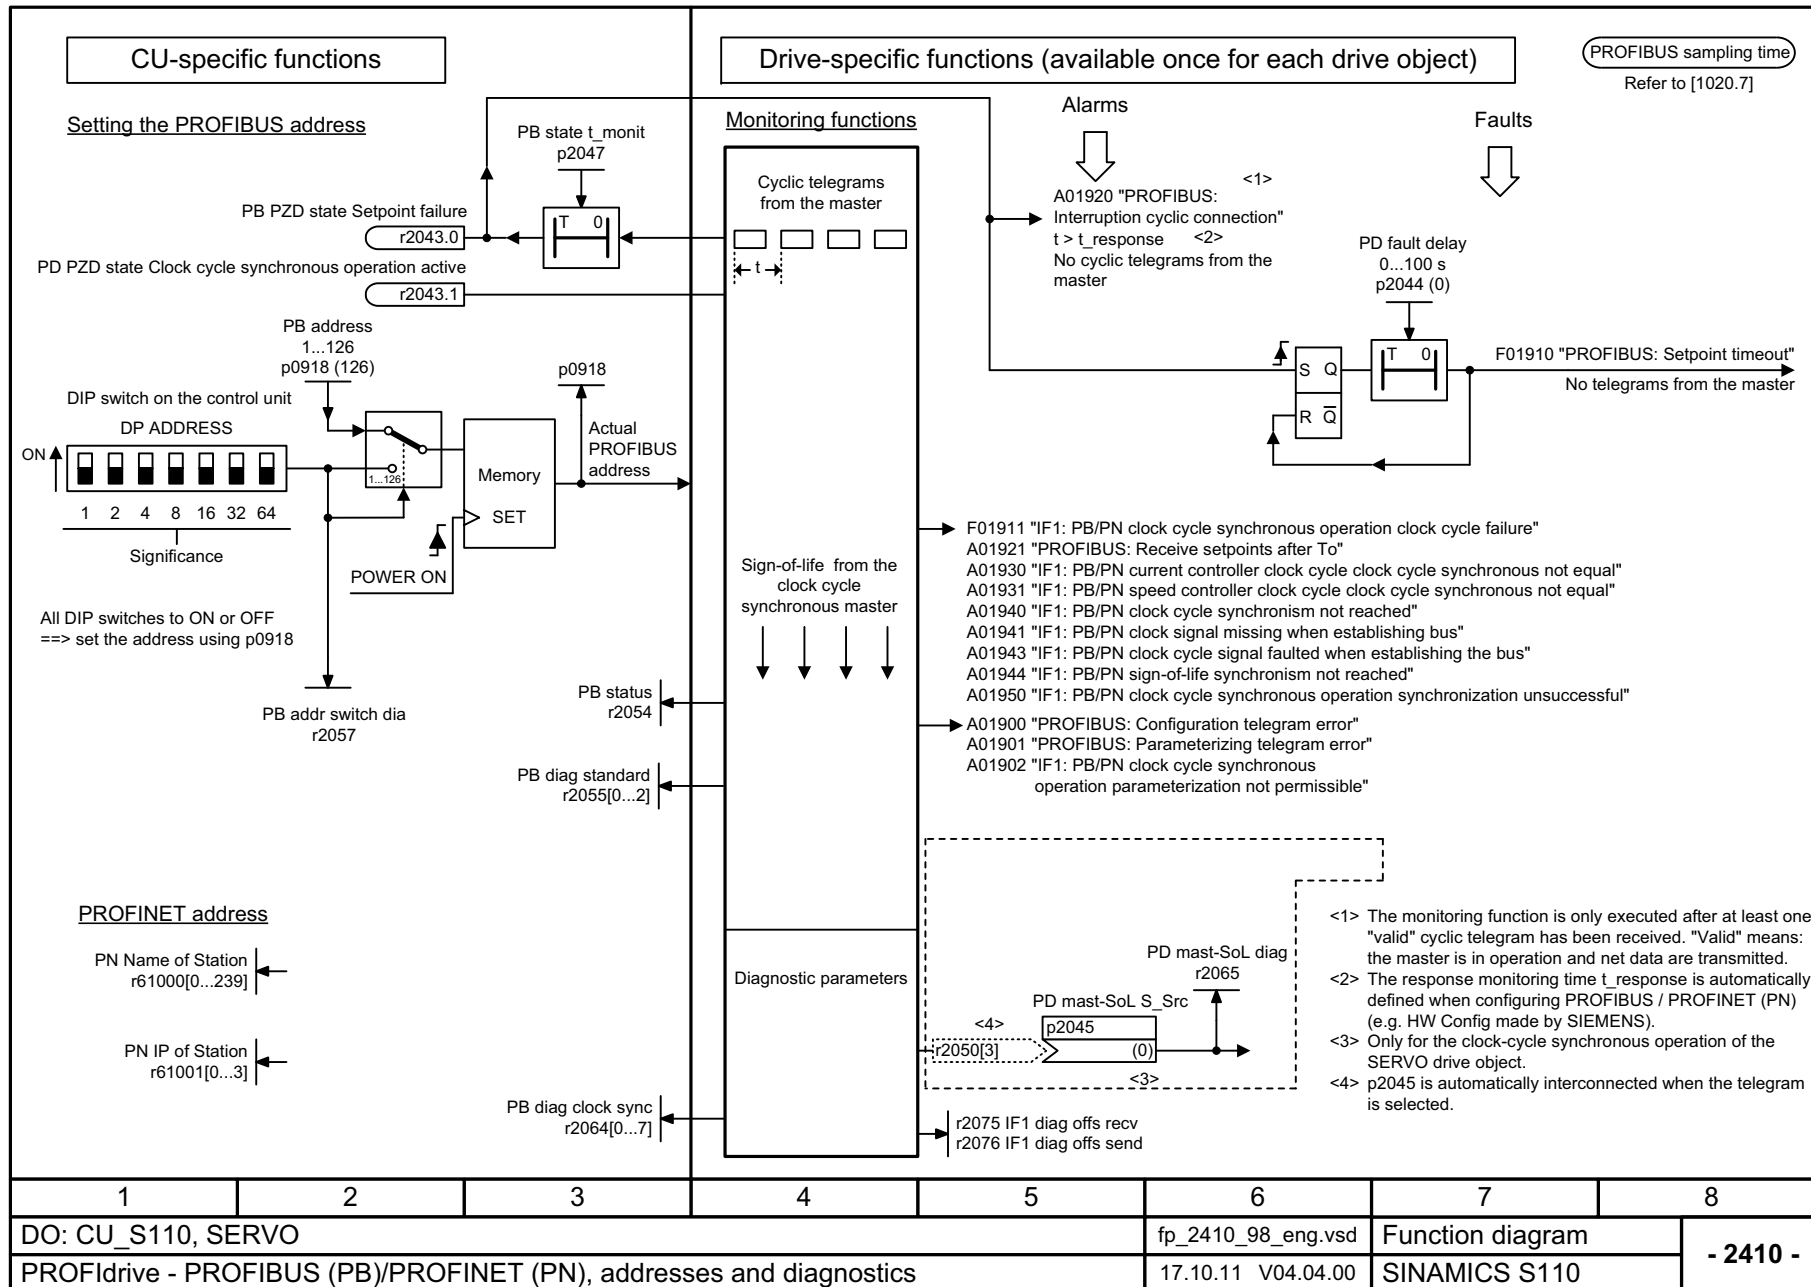 CU-specific functions
Drive-specific functions (available once for each drive object)
PROFIBUS sampling time
Refer to [1020.7]
Setting the PROFIBUS address
PB state t_monit
p2047
T 0
PB PZD state Setpoint failure
r2043.0
PD PZD state Clock cycle synchronous operation active
r2043.1
PB address
1...126
p0918 (126)
DIP switch on the control unit
DP ADDRESS
ON
1 2 4 8 16 32 64
Significance
1...126
p0918
Actual
PROFIBUS
address
Memory
SET
POWER ON
All DIP switches to ON or OFF
==> set the address using p0918
PB addr switch dia
r2057
PB status
r2054
PB diag standard
r2055[0...2]
PROFINET address
PN Name of Station
r61000[0...239]
PN IP of Station
r61001[0...3]
PB diag clock sync
r2064[0...7]
Monitoring functions
Cyclic telegrams
from the master
t
Sign-of-life from the
clock cycle
synchronous master
Diagnostic parameters
Alarms
<1>
A01920 "PROFIBUS:
Interruption cyclic connection"
t > t_response <2>
No cyclic telegrams from the
master
Faults
PD fault delay
0...100 s
p2044 (0)
T 0
S Q
R Q̅
F01910 "PROFIBUS: Setpoint timeout"
No telegrams from the master
F01911 "IF1: PB/PN clock cycle synchronous operation clock cycle failure"
A01921 "PROFIBUS: Receive setpoints after To"
A01930 "IF1: PB/PN current controller clock cycle clock cycle synchronous not equal"
A01931 "IF1: PB/PN speed controller clock cycle clock cycle synchronous not equal"
A01940 "IF1: PB/PN clock cycle synchronism not reached"
A01941 "IF1: PB/PN clock signal missing when establishing bus"
A01943 "IF1: PB/PN clock cycle signal faulted when establishing the bus"
A01944 "IF1: PB/PN sign-of-life synchronism not reached"
A01950 "IF1: PB/PN clock cycle synchronous operation synchronization unsuccessful"
A01900 "PROFIBUS: Configuration telegram error"
A01901 "PROFIBUS: Parameterizing telegram error"
A01902 "IF1: PB/PN clock cycle synchronous
operation parameterization not permissible"
PD mast-SoL diag
r2065
PD mast-SoL S_Src
<4>
p2045
r2050[3]
(0)
<3>
r2075 IF1 diag offs recv
r2076 IF1 diag offs send
<1> The monitoring function is only executed after at least one
"valid" cyclic telegram has been received. "Valid" means:
the master is in operation and net data are transmitted.
<2> The response monitoring time t_response is automatically
defined when configuring PROFIBUS / PROFINET (PN)
(e.g. HW Config made by SIEMENS).
<3> Only for the clock-cycle synchronous operation of the
SERVO drive object.
<4> p2045 is automatically interconnected when the telegram
is selected.
1 2 3 4 5 6 7 8
DO: CU_S110, SERVO
fp_2410_98_eng.vsd
Function diagram
- 2410 -
PROFIdrive - PROFIBUS (PB)/PROFINET (PN), addresses and diagnostics
17.10.11 V04.04.00
SINAMICS S110